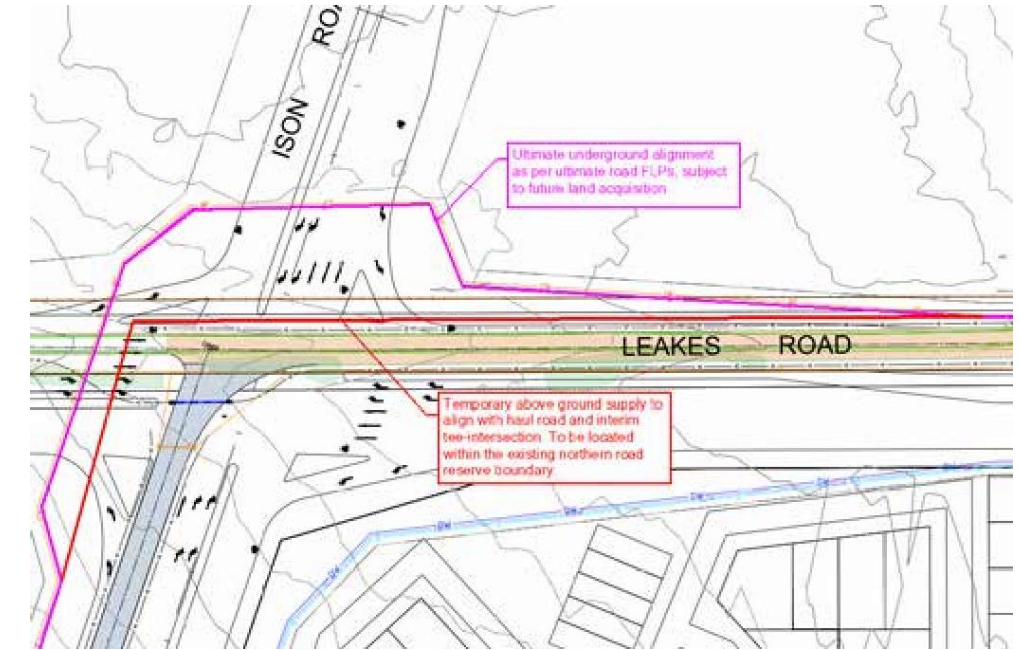 ISON ROA
Ultimate underground alignment
as per ultimate road FLPs, subject
to future land acquisition
LEAKES ROAD
Temporary above ground supply to
align with haul road and interim
tee-intersection. To be located
within the existing northern road
reserve boundary